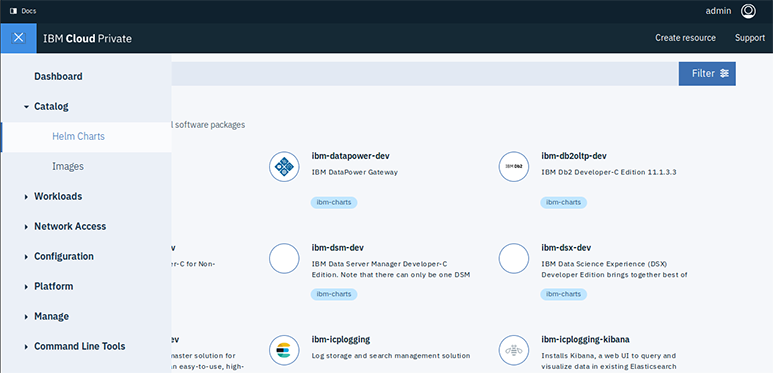 Docs
admin
IBM Cloud Private
Create resource
Support
Dashboard
Filter
Catalog
Helm Charts
software packages
Images
ibm-datapower-dev
IBM DataPower Gateway
ibm-charts
IBM Db2
ibm-db2oltp-dev
IBM Db2 Developer-C Edition 11.1.3.3
ibm-charts
Workloads
Network Access
Configuration
Platform
Manage
Command Line Tools
for Non-
ibm-dsm-dev
IBM Data Server Manager Developer-C
Edition. Note that there can only be one DSM
ibm-charts
ibm-dsx-dev
IBM Data Science Experience (DSX)
Developer Edition brings together best of
ibm-charts
master solution for
an easy-to-use, high-
ibm-icplogging
Log storage and search management solution
ibm-icplogging-kibana
Installs Kibana, a web UI to query and
visualize data in existing Elasticsearch